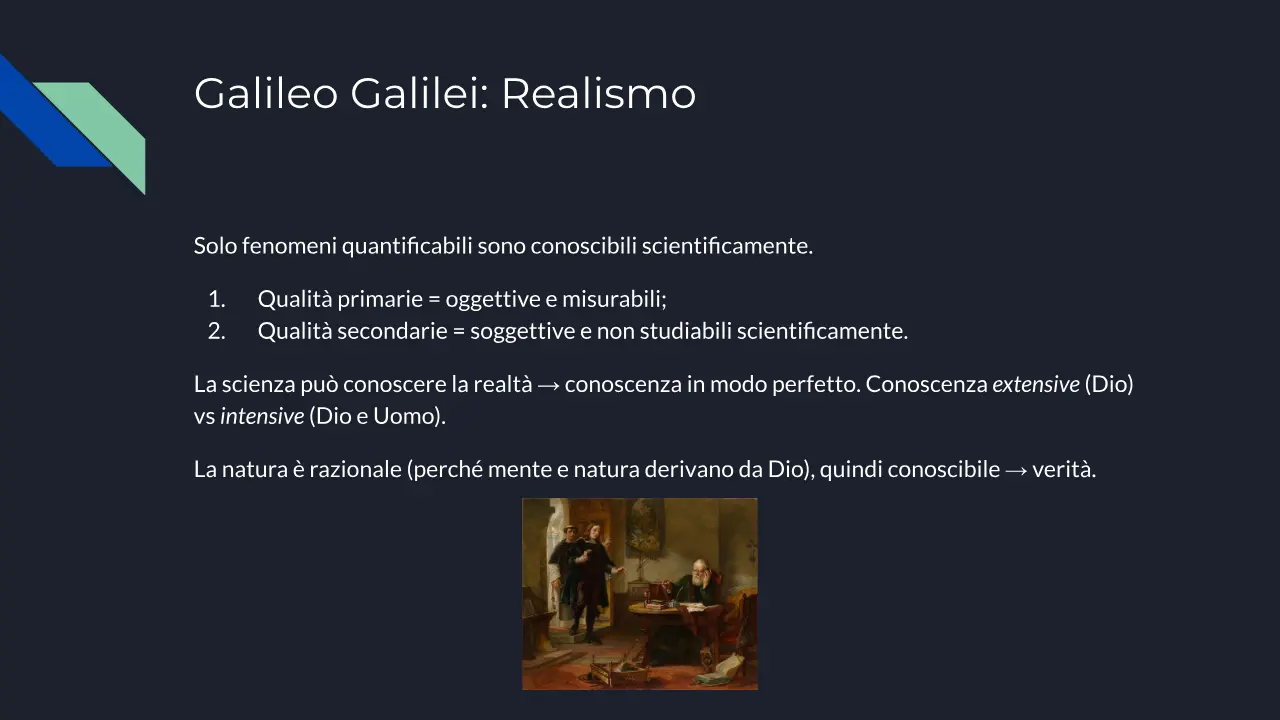 Galileo Galilei: Realismo
Solo fenomeni quantificabili sono conoscibili scientificamente.
1. Qualità primarie = oggettive e misurabili;
2. Qualità secondarie = soggettive e non studiabili scientificamente.
La scienza può conoscere la realtà → conoscenza in modo perfetto. Conoscenza extensive (Dio)
vs intensive (Dio e Uomo).
La natura è razionale (perché mente e natura derivano da Dio), quindi conoscibile → verità.